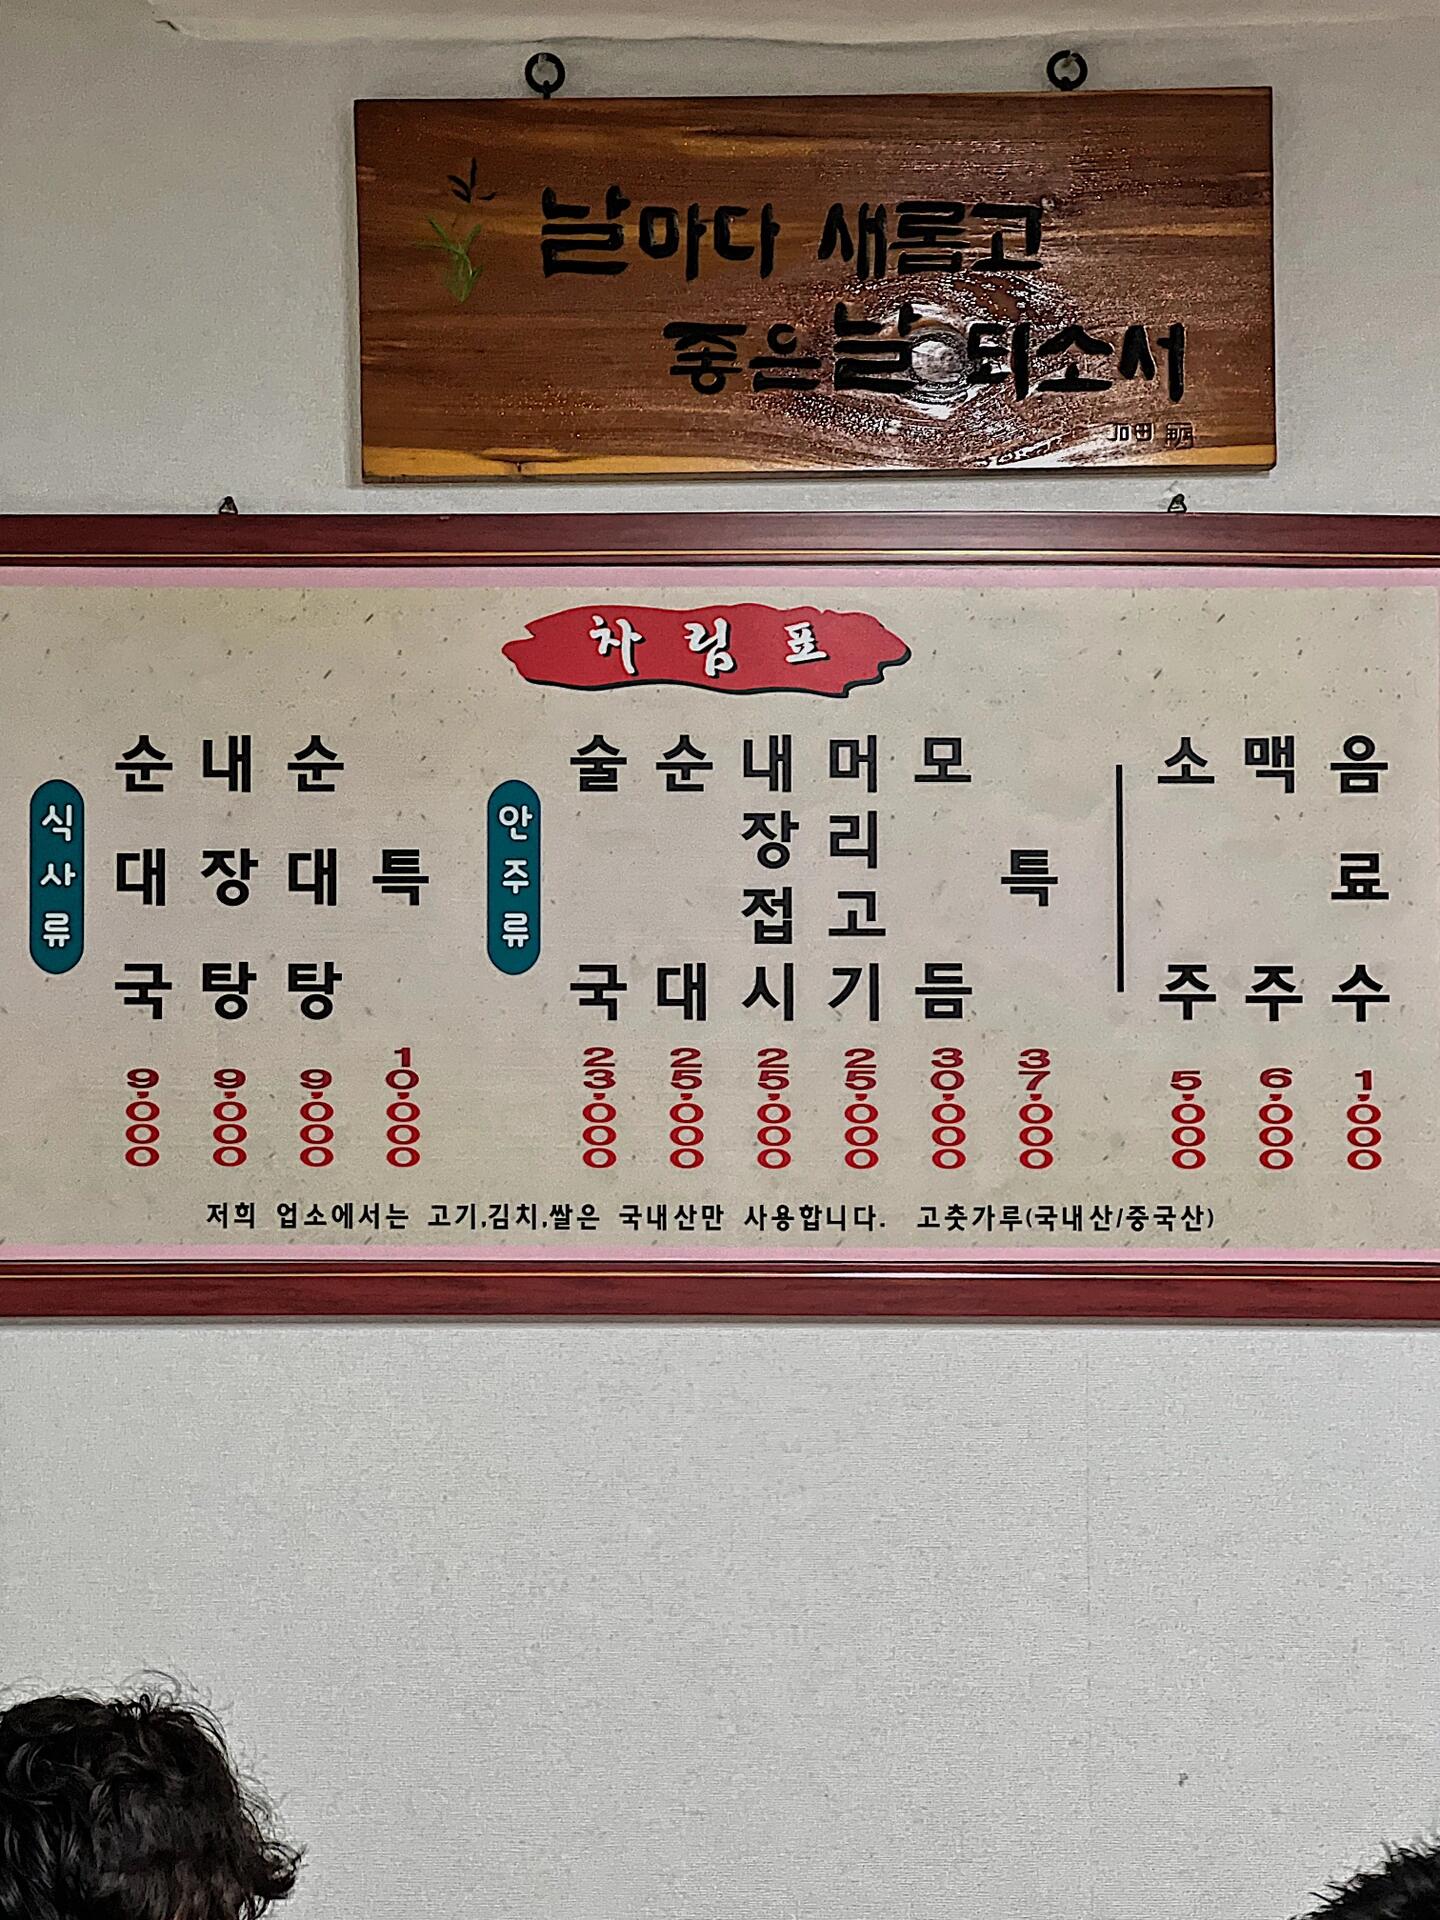 날마다 새롭고
좋은날 되소서
차림표
식사류
순대국 9,000
내장탕 9,000
순대탕 9,000
특 10,000
안주류
술국 23,000
순대 25,000
내장접시 25,000
머리고기 25,000
모듬 30,000
특 37,000
소주 5,000
맥주 6,000
음료수 1,000
저희 업소에서는 고기,김치,쌀은 국내산만 사용합니다. 고춧가루(국내산/중국산)